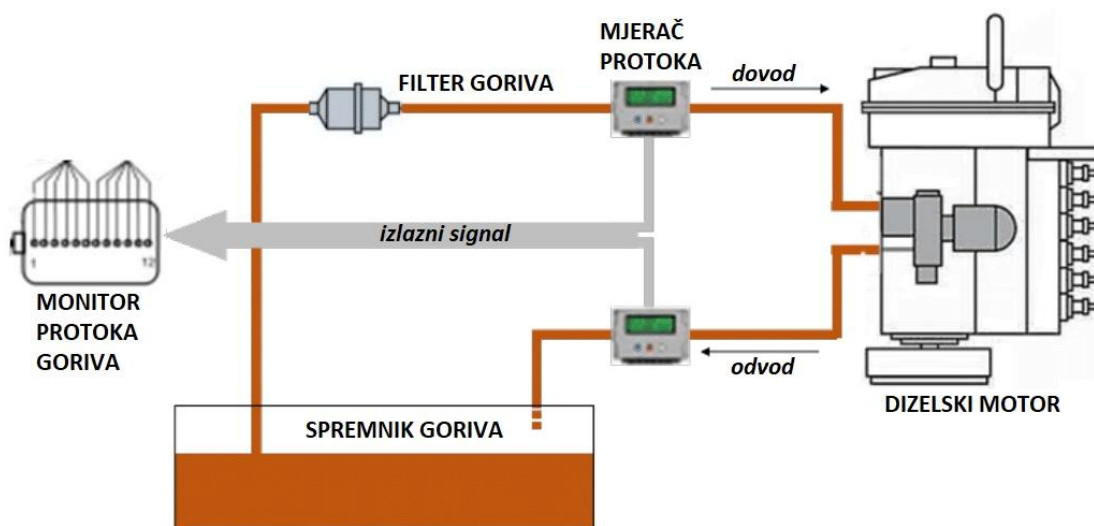 MJERAČ
PROTOKA
FILTER GORIVA
dovod
izlazni signal
1
12
MONITOR
PROTOKA
GORIVA
odvod
DIZELSKI MOTOR
SPREMNIK GORIVA